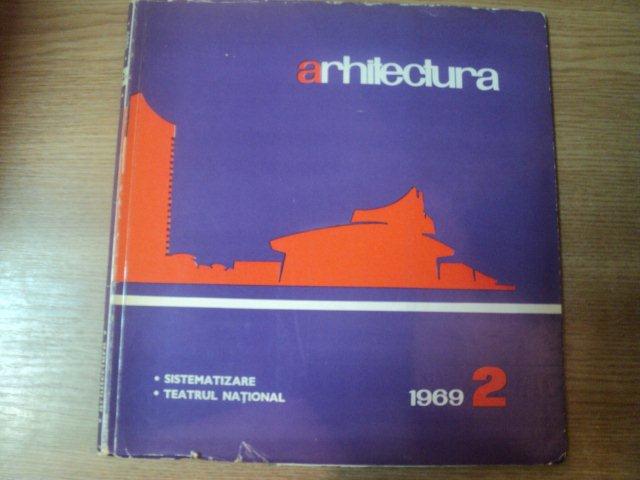 arhitectura
• SISTEMATIZARE
• TEATRUL NAȚIONAL
1969 2